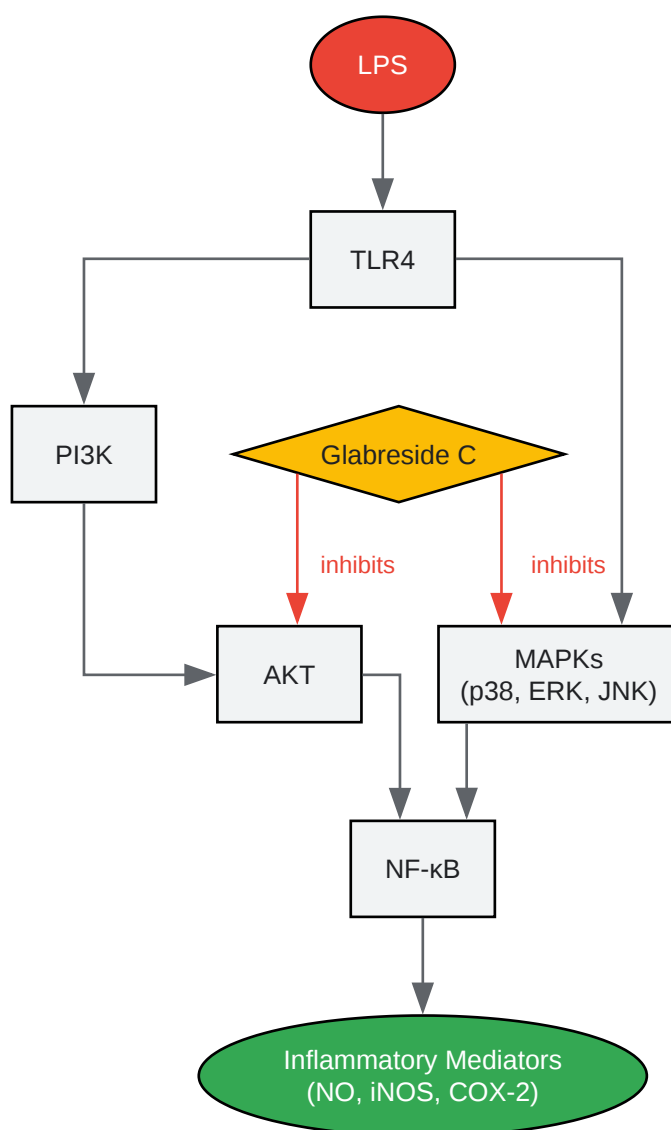 LPS
TLR4
PI3K
Glabreside C
inhibits
inhibits
AKT
MAPKs
(p38, ERK, JNK)
NF-κB
Inflammatory Mediators
(NO, iNOS, COX-2)